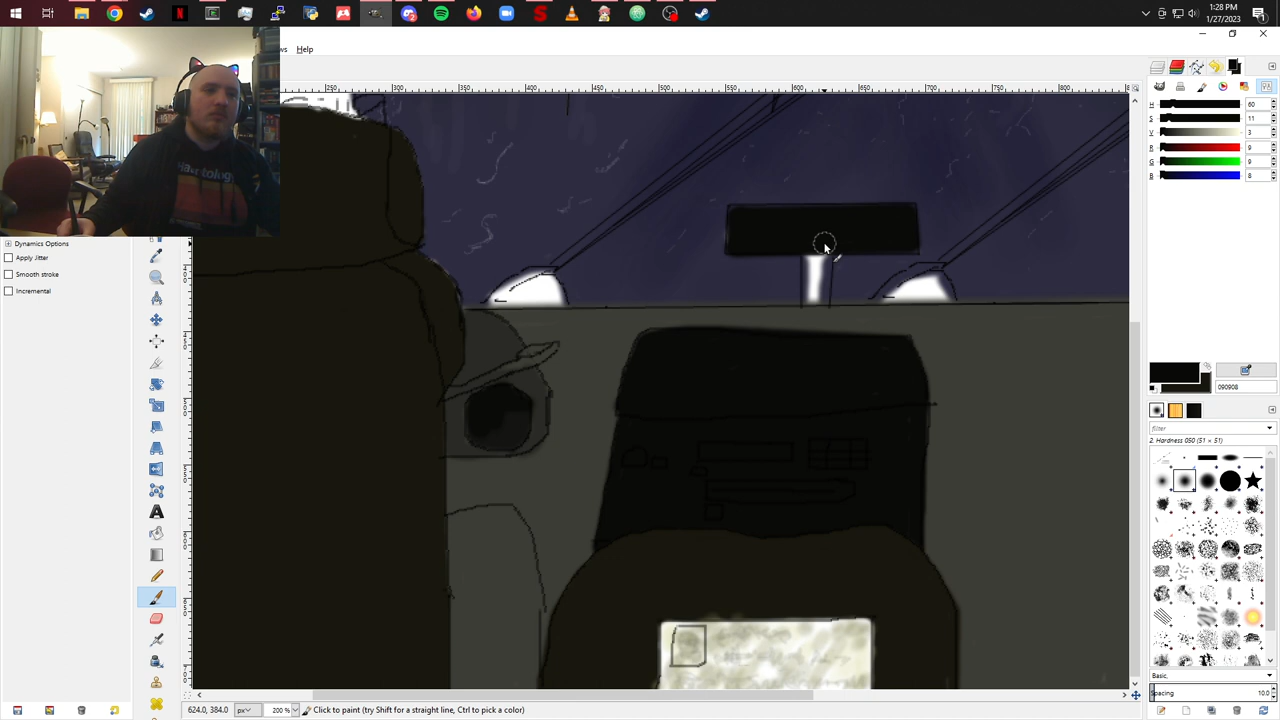 1:28 PM
1/27/2023
ws Help
250 300 350 400 450 500 550 600 650 700 750 800
H 60
S 11
V 3
R 9
G 9
B 8
Dynamics Options
Apply Jitter
Smooth stroke
Incremental
090908
filter
2. Hardness 050 (51 × 51)
Basic,
Spacing 10.0
624.0, 384.0 px 200 % Click to paint (try Shift for a straight line, Ctrl to pick a color)